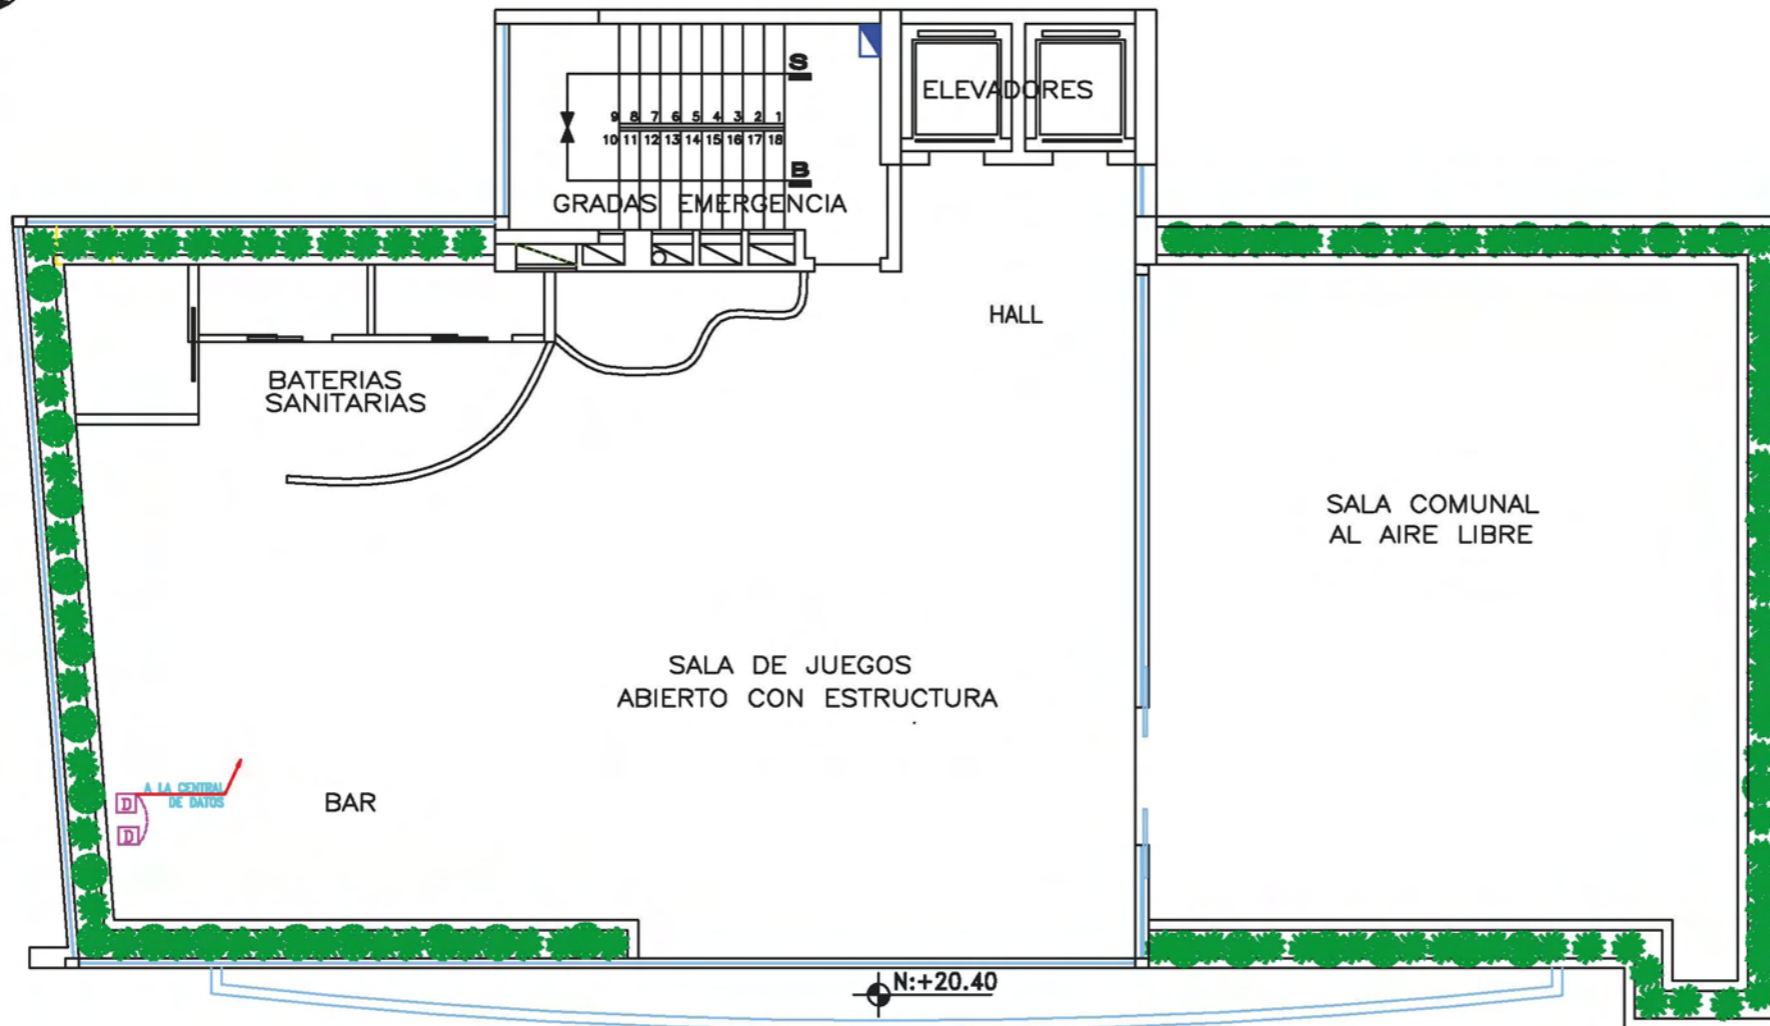 S
ELEVADORES
9 8 7 6 5 4 3 2 1
10 11 12 13 14 15 16 17 18
B
GRADAS EMERGENCIA
HALL
BATERIAS
SANITARIAS
SALA COMUNAL
AL AIRE LIBRE
SALA DE JUEGOS
ABIERTO CON ESTRUCTURA
A LA CENTRAL
DE DATOS
D
BAR
D
N:+20.40